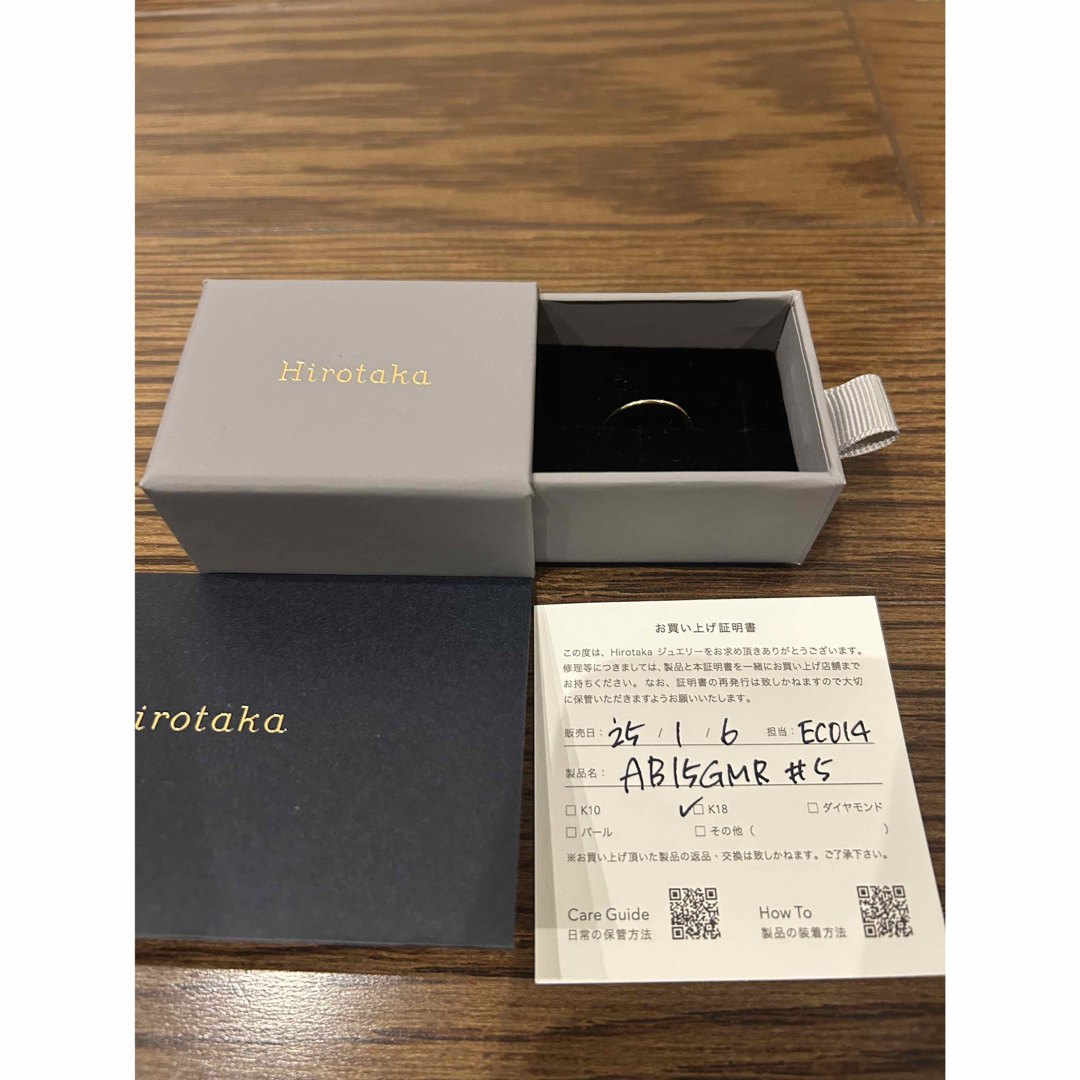 Hirotaka
irotaka
お買い上げ証明書
この度は、Hirotaka ジュエリーをお求め頂きありがとうございます。
修理等につきましては、製品と本証明書を一緒にお買い上げ店舗まで
お持ちください。なお、証明書の再発行は致しかねますので大切
に保管いただきますようお願いいたします。
販売日: '25 / 1 / 6 担当: EC014
製品名: AB15GMR #5
□ K10 ✓□ K18 □ ダイヤモンド
□ パール □ その他 ( )
※お買い上げ頂いた製品の返品・交換は致しかねます。ご了承下さい。
Care Guide How To
日常の保管方法 製品の装着方法